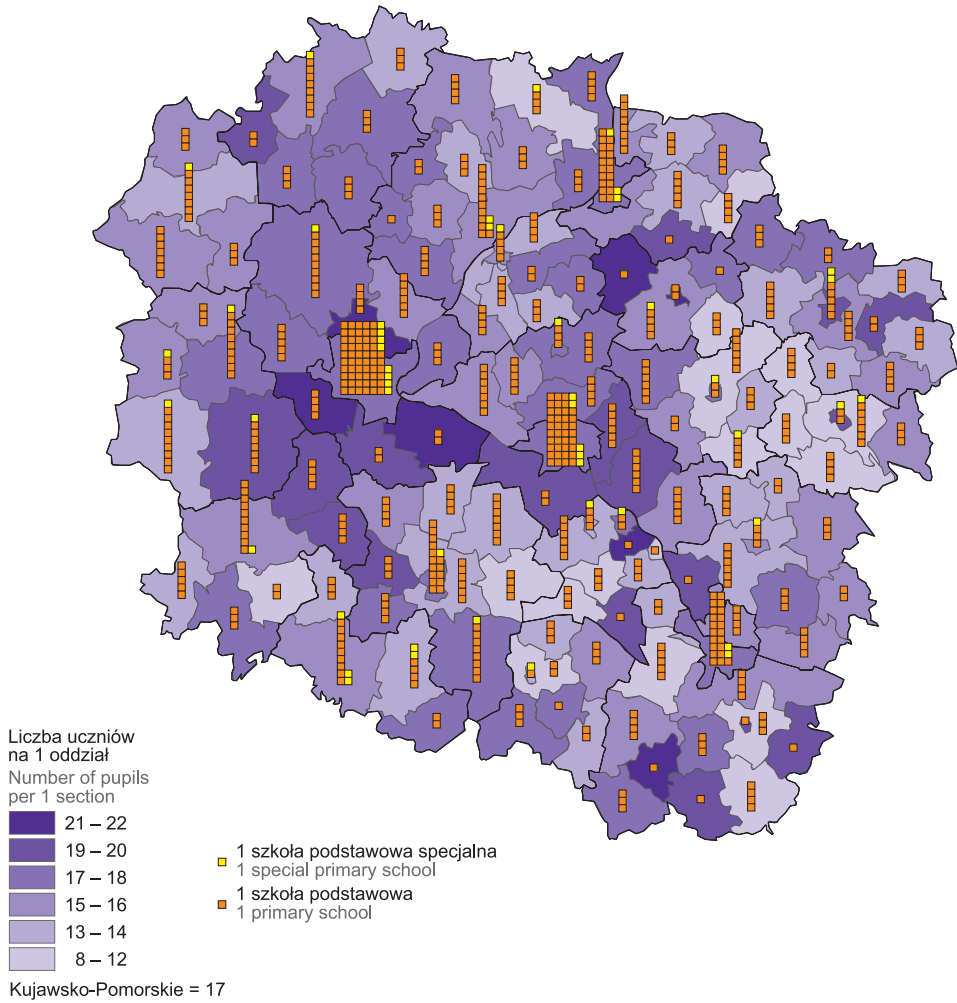 Liczba uczniów
na 1 oddział
Number of pupils
per 1 section
21 – 22
19 – 20
17 – 18
15 – 16
13 – 14
8 – 12
Kujawsko-Pomorskie = 17
1 szkoła podstawowa specjalna
1 special primary school
1 szkoła podstawowa
1 primary school